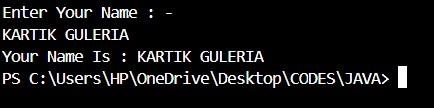 Enter Your Name : -
KARTIK GULERIA
Your Name Is : KARTIK GULERIA
PS C:\Users\HP\OneDrive\Desktop\CODES\JAVA>